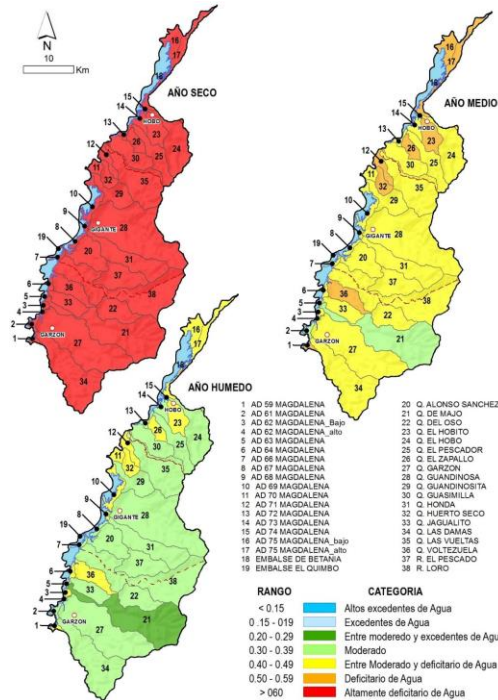 N
10
Km
AÑO SECO
AÑO MEDIO
AÑO HUMEDO
HOBO
GIGANTE
GARZON
HOBO
GIGANTE
GARZON
HOBO
GIGANTE
GARZON
1 AD 59 MAGDALENA
2 AD 61 MAGDALENA
3 AD 62 MAGDALENA_Bajo
4 AD 62 MAGDALENA_alto
5 AD 63 MAGDALENA
6 AD 64 MAGDALENA
7 AD 66 MAGDALENA
8 AD 67 MAGDALENA
9 AD 68 MAGDALENA
10 AD 69 MAGDALENA
11 AD 70 MAGDALENA
12 AD 71 MAGDALENA
13 AD 72 MAGDALENA
14 AD 73 MAGDALENA
15 AD 74 MAGDALENA
16 AD 75 MAGDALENA_bajo
17 AD 75 MAGDALENA_alto
18 EMBALSE DE BETANIA
19 EMBALSE EL QUIMBO
20 Q. ALONSO SANCHEZ
21 Q. DE MAJO
22 Q. DEL OSO
23 Q. EL HOBITO
24 Q. EL HOBO
25 Q. EL PESCADOR
26 Q. EL ZAPALLO
27 Q. GARZON
28 Q. GUANDINOSA
29 Q. GUANDINOSITA
30 Q. GUASIMILLA
31 Q. HONDA
32 Q. HUERTO SECO
33 Q. JAGUALITO
34 Q. LAS DAMAS
35 Q. LAS VUELTAS
36 Q. VOLTEZUELA
37 R. EL PESCADO
38 R. LORO
RANGO CATEGORIA
< 0.15 Altos excedentes de Agua
0 .15 -019 Excedentes de Agua
0.20 - 0.29 Entre moderedo y excedentes de Agua
0.30 - 0.39 Moderado
0.40 - 0.49 Entre Moderado y deficitario de Agua
0.50 - 0.59 Deficitario de Agua
> 060 Altamente deficitario de Agua